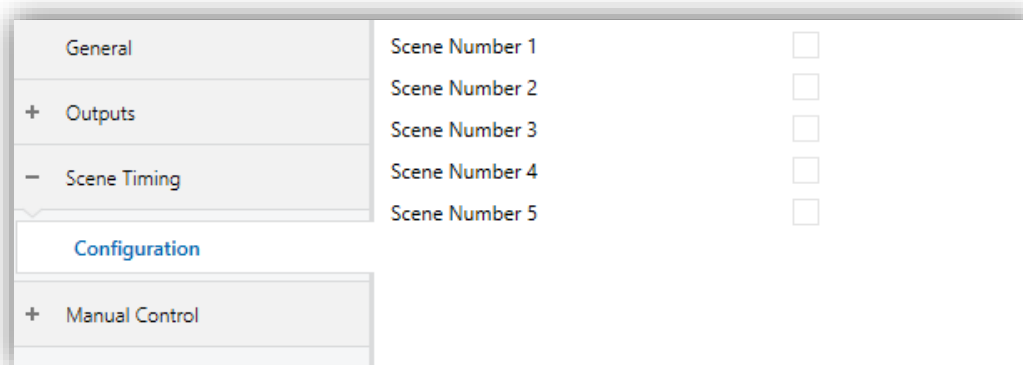 General
Outputs
Scene Timing
Configuration
Manual Control
Scene Number 1
Scene Number 2
Scene Number 3
Scene Number 4
Scene Number 5